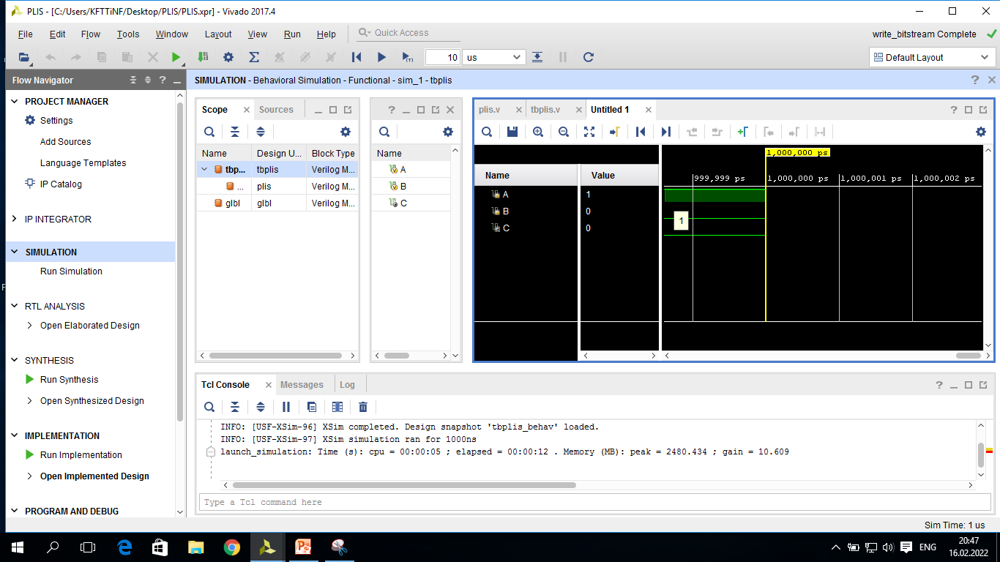 PLIS - [C:/Users/KFTTiNF/Desktop/PLIS/PLIS.xpr] - Vivado 2017.4
File Edit Flow Tools Window Layout View Run Help Quick Access
write_bitstream Complete
10 us
Default Layout
Flow Navigator
PROJECT MANAGER
Settings
Add Sources
Language Templates
IP Catalog
IP INTEGRATOR
SIMULATION
Run Simulation
RTL ANALYSIS
Open Elaborated Design
SYNTHESIS
Run Synthesis
Open Synthesized Design
IMPLEMENTATION
Run Implementation
Open Implemented Design
PROGRAM AND DEBUG
SIMULATION - Behavioral Simulation - Functional - sim_1 - tbplis
Scope Sources
Name Design U... Block Type
tbp... tbplis Verilog M...
... plis Verilog M...
glbl glbl Verilog M...
Name
A
B
C
plis.v tbplis.v Untitled 1
Name Value
A 1
B 0
C 0
1,000,000 ps
999,999 ps 1,000,000 ps 1,000,001 ps 1,000,002 ps
1
Tcl Console Messages Log
INFO: [USF-XSim-96] XSim completed. Design snapshot 'tbplis_behav' loaded.
INFO: [USF-XSim-97] XSim simulation ran for 1000ns
launch_simulation: Time (s): cpu = 00:00:05 ; elapsed = 00:00:12 . Memory (MB): peak = 2480.434 ; gain = 10.609
Type a Tcl command here
Sim Time: 1 us
ENG
20:47
16.02.2022